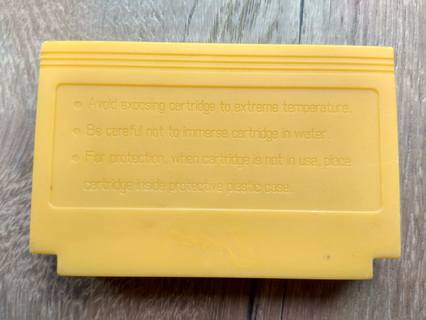 • Avoid exposing cartridge to extreme temperature.
• Be careful not to immerse cartridge in water.
• For protection, when cartridge is not in use, place
cartridge inside protective plastic case.